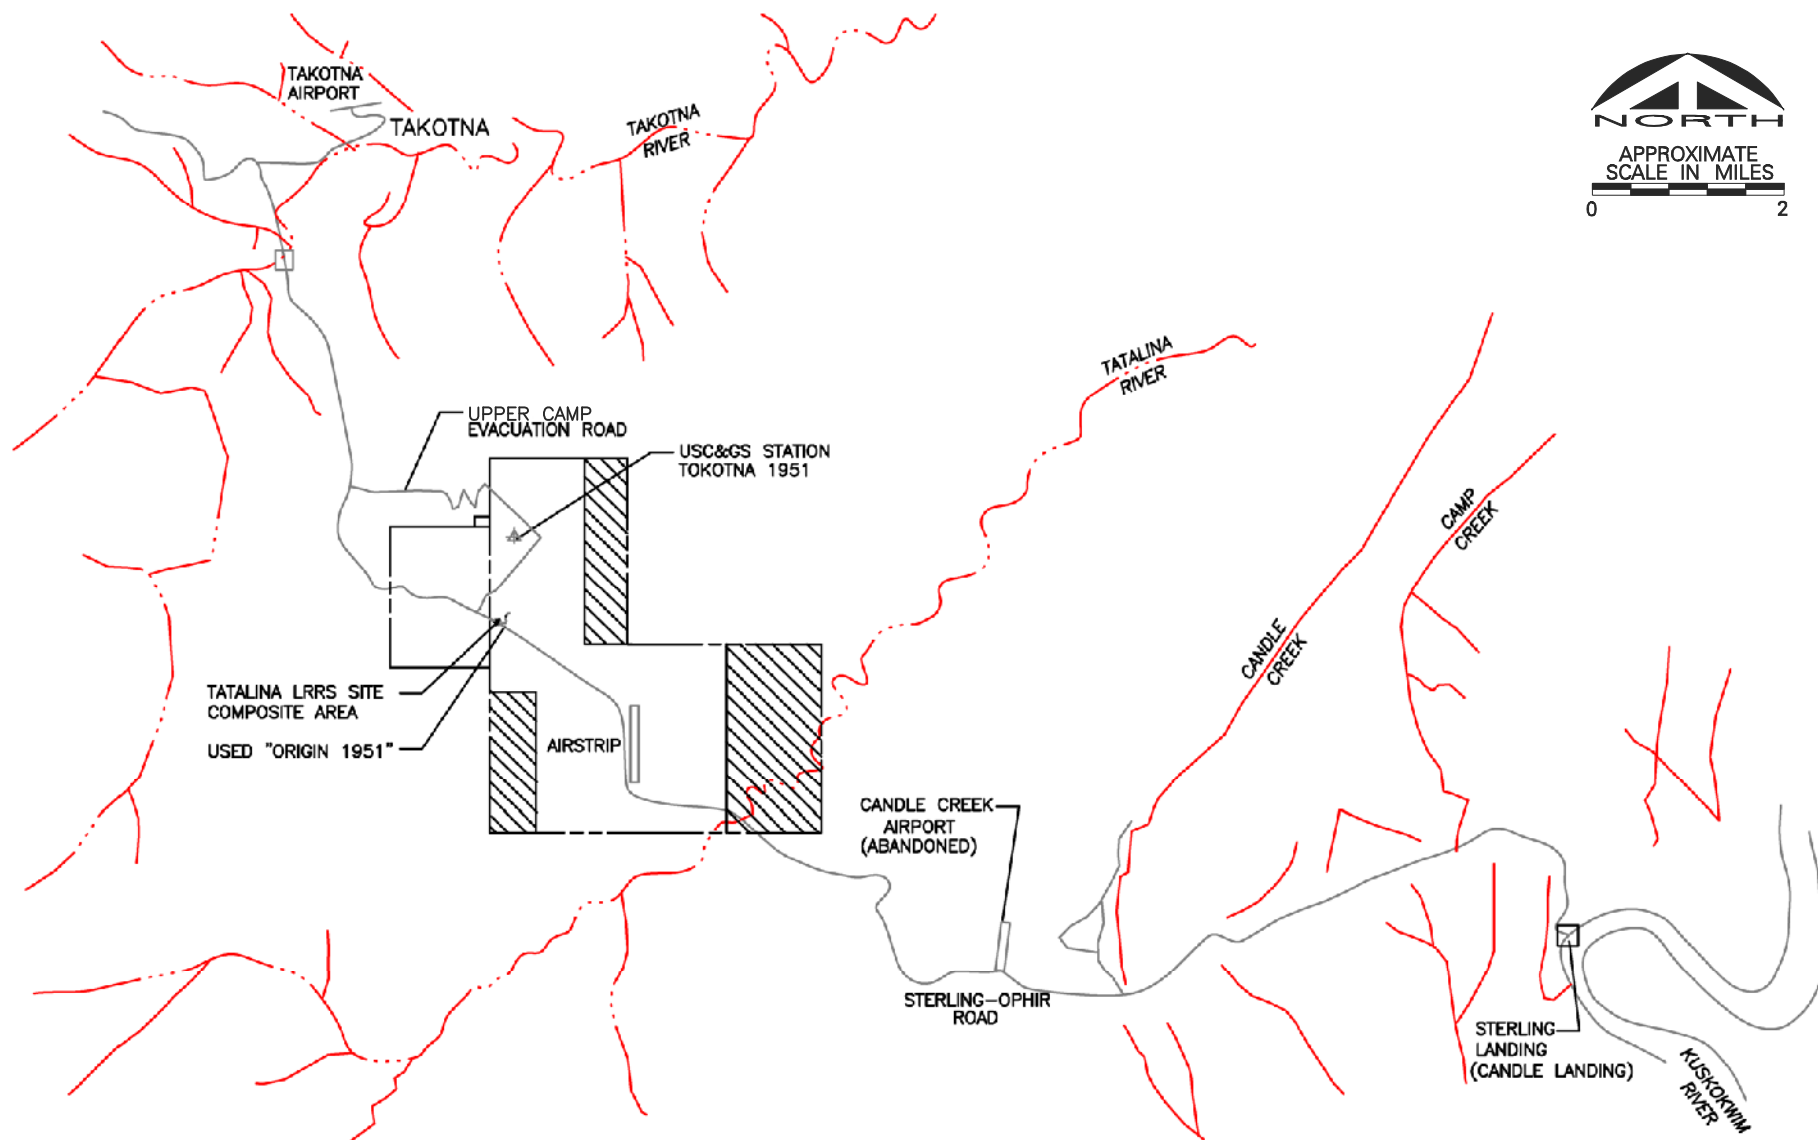 TAKOTNA
AIRPORT
TAKOTNA
TAKOTNA
RIVER
NORTH
APPROXIMATE
SCALE IN MILES
0 2
TATALINA
RIVER
UPPER CAMP
EVACUATION ROAD
USC&GS STATION
TOKOTNA 1951
CAMP
CREEK
CANDLE
CREEK
TATALINA LRRS SITE
COMPOSITE AREA
USED "ORIGIN 1951"
AIRSTRIP
CANDLE CREEK
AIRPORT
(ABANDONED)
STERLING-OPHIR
ROAD
STERLING
LANDING
(CANDLE LANDING)
KUSKOKWIM
RIVER